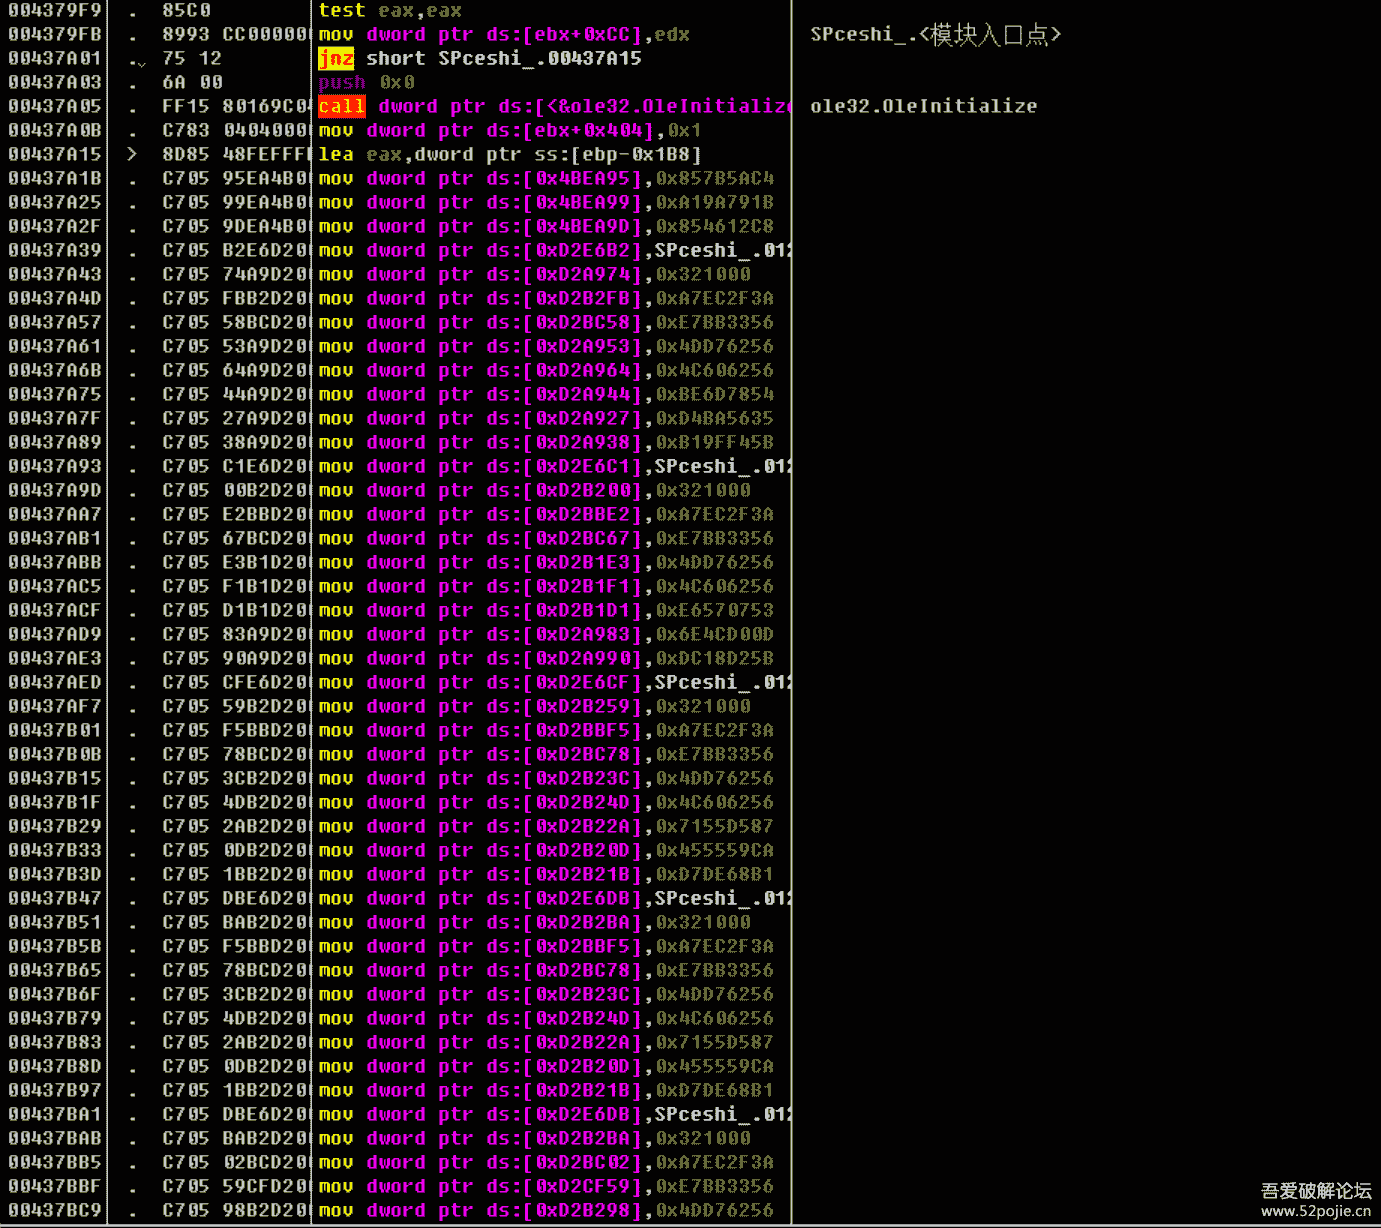 004379F9 . 85C0 test eax,eax
004379FB . 8993 CC00000 mov dword ptr ds:[ebx+0xCC],edx SPceshi_.<模块入口点>
00437A01 . 75 12 jnz short SPceshi_.00437A15
00437A03 . 6A 00 push 0x0
00437A05 . FF15 80169C0 call dword ptr ds:[<&ole32.OleInitialize ole32.OleInitialize
00437A0B . C783 0404000 mov dword ptr ds:[ebx+0x404],0x1
00437A15 > 8D85 48FEFFF lea eax,dword ptr ss:[ebp-0x1B8]
00437A1B . C705 95EA4B0 mov dword ptr ds:[0x4BEA95],0x857B5AC4
00437A25 . C705 99EA4B0 mov dword ptr ds:[0x4BEA99],0xA19A791B
00437A2F . C705 9DEA4B0 mov dword ptr ds:[0x4BEA9D],0x854612C8
00437A39 . C705 B2E6D20 mov dword ptr ds:[0xD2E6B2],SPceshi_.012
00437A43 . C705 74A9D20 mov dword ptr ds:[0xD2A974],0x321000
00437A4D . C705 FBB2D20 mov dword ptr ds:[0xD2B2FB],0xA7EC2F3A
00437A57 . C705 58BCD20 mov dword ptr ds:[0xD2BC58],0xE7BB3356
00437A61 . C705 53A9D20 mov dword ptr ds:[0xD2A953],0x4DD76256
00437A6B . C705 64A9D20 mov dword ptr ds:[0xD2A964],0x4C606256
00437A75 . C705 44A9D20 mov dword ptr ds:[0xD2A944],0xBE6D7854
00437A7F . C705 27A9D20 mov dword ptr ds:[0xD2A927],0xD4BA5635
00437A89 . C705 38A9D20 mov dword ptr ds:[0xD2A938],0xB19FF45B
00437A93 . C705 C1E6D20 mov dword ptr ds:[0xD2E6C1],SPceshi_.012
00437A9D . C705 00B2D20 mov dword ptr ds:[0xD2B200],0x321000
00437AA7 . C705 E2BBD20 mov dword ptr ds:[0xD2BBE2],0xA7EC2F3A
00437AB1 . C705 67BCD20 mov dword ptr ds:[0xD2BC67],0xE7BB3356
00437ABB . C705 E3B1D20 mov dword ptr ds:[0xD2B1E3],0x4DD76256
00437AC5 . C705 F1B1D20 mov dword ptr ds:[0xD2B1F1],0x4C606256
00437ACF . C705 D1B1D20 mov dword ptr ds:[0xD2B1D1],0xE6570753
00437AD9 . C705 83A9D20 mov dword ptr ds:[0xD2A983],0x6E4CD00D
00437AE3 . C705 90A9D20 mov dword ptr ds:[0xD2A990],0xDC18D25B
00437AED . C705 CFE6D20 mov dword ptr ds:[0xD2E6CF],SPceshi_.012
00437AF7 . C705 59B2D20 mov dword ptr ds:[0xD2B259],0x321000
00437B01 . C705 F5BBD20 mov dword ptr ds:[0xD2BBF5],0xA7EC2F3A
00437B0B . C705 78BCD20 mov dword ptr ds:[0xD2BC78],0xE7BB3356
00437B15 . C705 3CB2D20 mov dword ptr ds:[0xD2B23C],0x4DD76256
00437B1F . C705 4DB2D20 mov dword ptr ds:[0xD2B24D],0x4C606256
00437B29 . C705 2AB2D20 mov dword ptr ds:[0xD2B22A],0x7155D587
00437B33 . C705 0DB2D20 mov dword ptr ds:[0xD2B20D],0x455559CA
00437B3D . C705 1BB2D20 mov dword ptr ds:[0xD2B21B],0xD7DE68B1
00437B47 . C705 DBE6D20 mov dword ptr ds:[0xD2E6DB],SPceshi_.012
00437B51 . C705 BAB2D20 mov dword ptr ds:[0xD2B2BA],0x321000
00437B5B . C705 F5BBD20 mov dword ptr ds:[0xD2BBF5],0xA7EC2F3A
00437B65 . C705 78BCD20 mov dword ptr ds:[0xD2BC78],0xE7BB3356
00437B6F . C705 3CB2D20 mov dword ptr ds:[0xD2B23C],0x4DD76256
00437B79 . C705 4DB2D20 mov dword ptr ds:[0xD2B24D],0x4C606256
00437B83 . C705 2AB2D20 mov dword ptr ds:[0xD2B22A],0x7155D587
00437B8D . C705 0DB2D20 mov dword ptr ds:[0xD2B20D],0x455559CA
00437B97 . C705 1BB2D20 mov dword ptr ds:[0xD2B21B],0xD7DE68B1
00437BA1 . C705 DBE6D20 mov dword ptr ds:[0xD2E6DB],SPceshi_.012
00437BAB . C705 BAB2D20 mov dword ptr ds:[0xD2B2BA],0x321000
00437BB5 . C705 02BCD20 mov dword ptr ds:[0xD2BC02],0xA7EC2F3A
00437BBF . C705 59CFD20 mov dword ptr ds:[0xD2CF59],0xE7BB3356
00437BC9 . C705 98B2D20 mov dword ptr ds:[0xD2B298],0x4DD76256
吾爱破解论坛
www.52pojie.cn